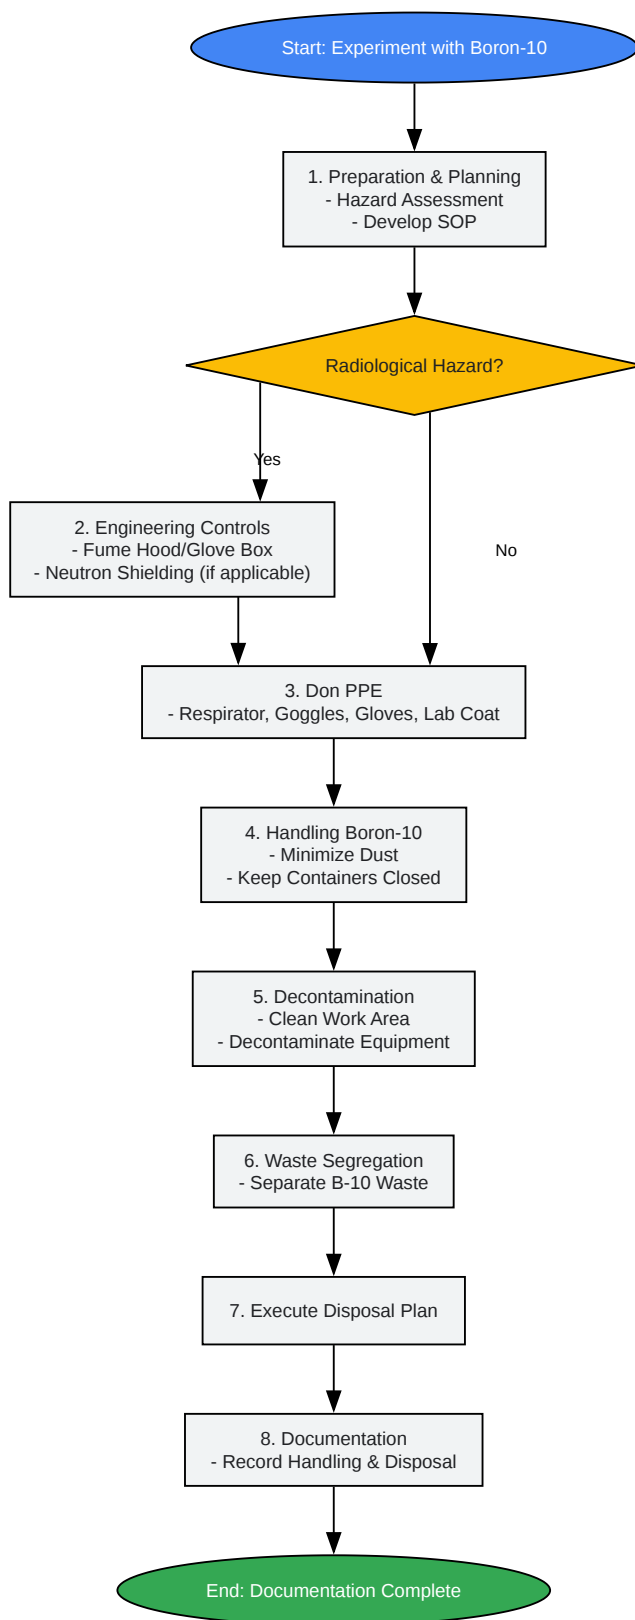 Start: Experiment with Boron-10
1. Preparation & Planning
- Hazard Assessment
- Develop SOP
Radiological Hazard?
Yes
2. Engineering Controls
- Fume Hood/Glove Box
- Neutron Shielding (if applicable)
No
3. Don PPE
- Respirator, Goggles, Gloves, Lab Coat
4. Handling Boron-10
- Minimize Dust
- Keep Containers Closed
5. Decontamination
- Clean Work Area
- Decontaminate Equipment
6. Waste Segregation
- Separate B-10 Waste
7. Execute Disposal Plan
8. Documentation
- Record Handling & Disposal
End: Documentation Complete